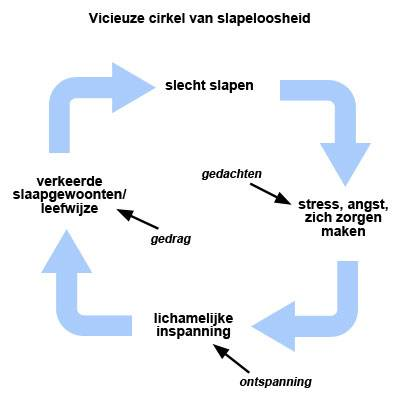 Vicieuze cirkel van slapeloosheid
slecht slapen
gedachten
stress, angst,
zich zorgen
maken
verkeerde
slaapgewoonten/
leefwijze
gedrag
lichamelijke
inspanning
ontspanning